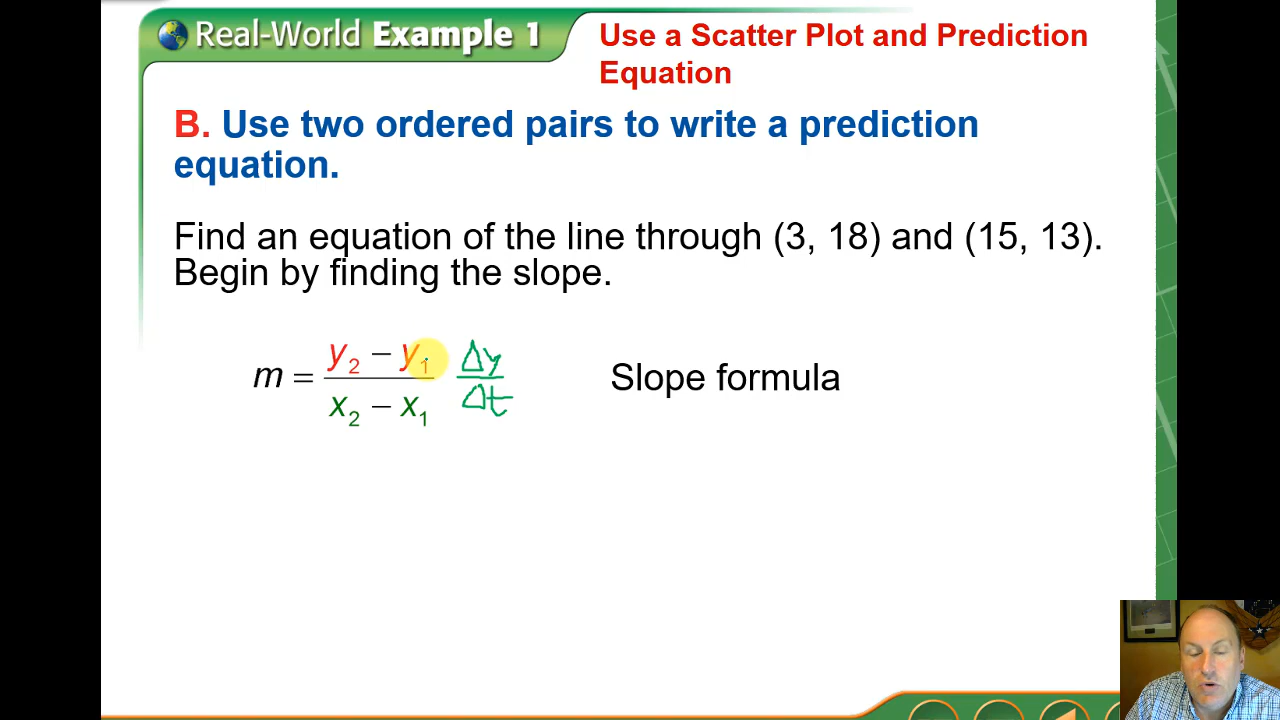 Real-World Example 1
Use a Scatter Plot and Prediction
Equation
B. Use two ordered pairs to write a prediction
equation.
Find an equation of the line through (3, 18) and (15, 13).
Begin by finding the slope.
m = (y₂ − y₁)/(x₂ − x₁) Δy/Δt Slope formula